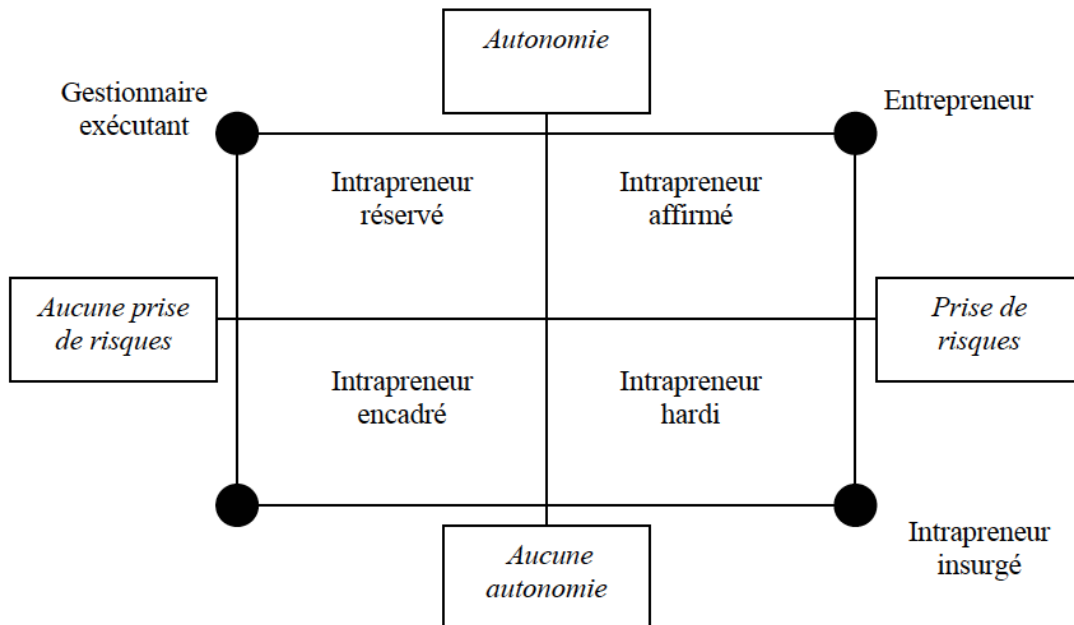 Autonomie
Gestionnaire
exécutant
Entrepreneur
Intrapreneur
réservé
Intrapreneur
affirmé
Aucune prise
de risques
Prise de
risques
Intrapreneur
encadré
Intrapreneur
hardi
Aucune
autonomie
Intrapreneur
insurgé